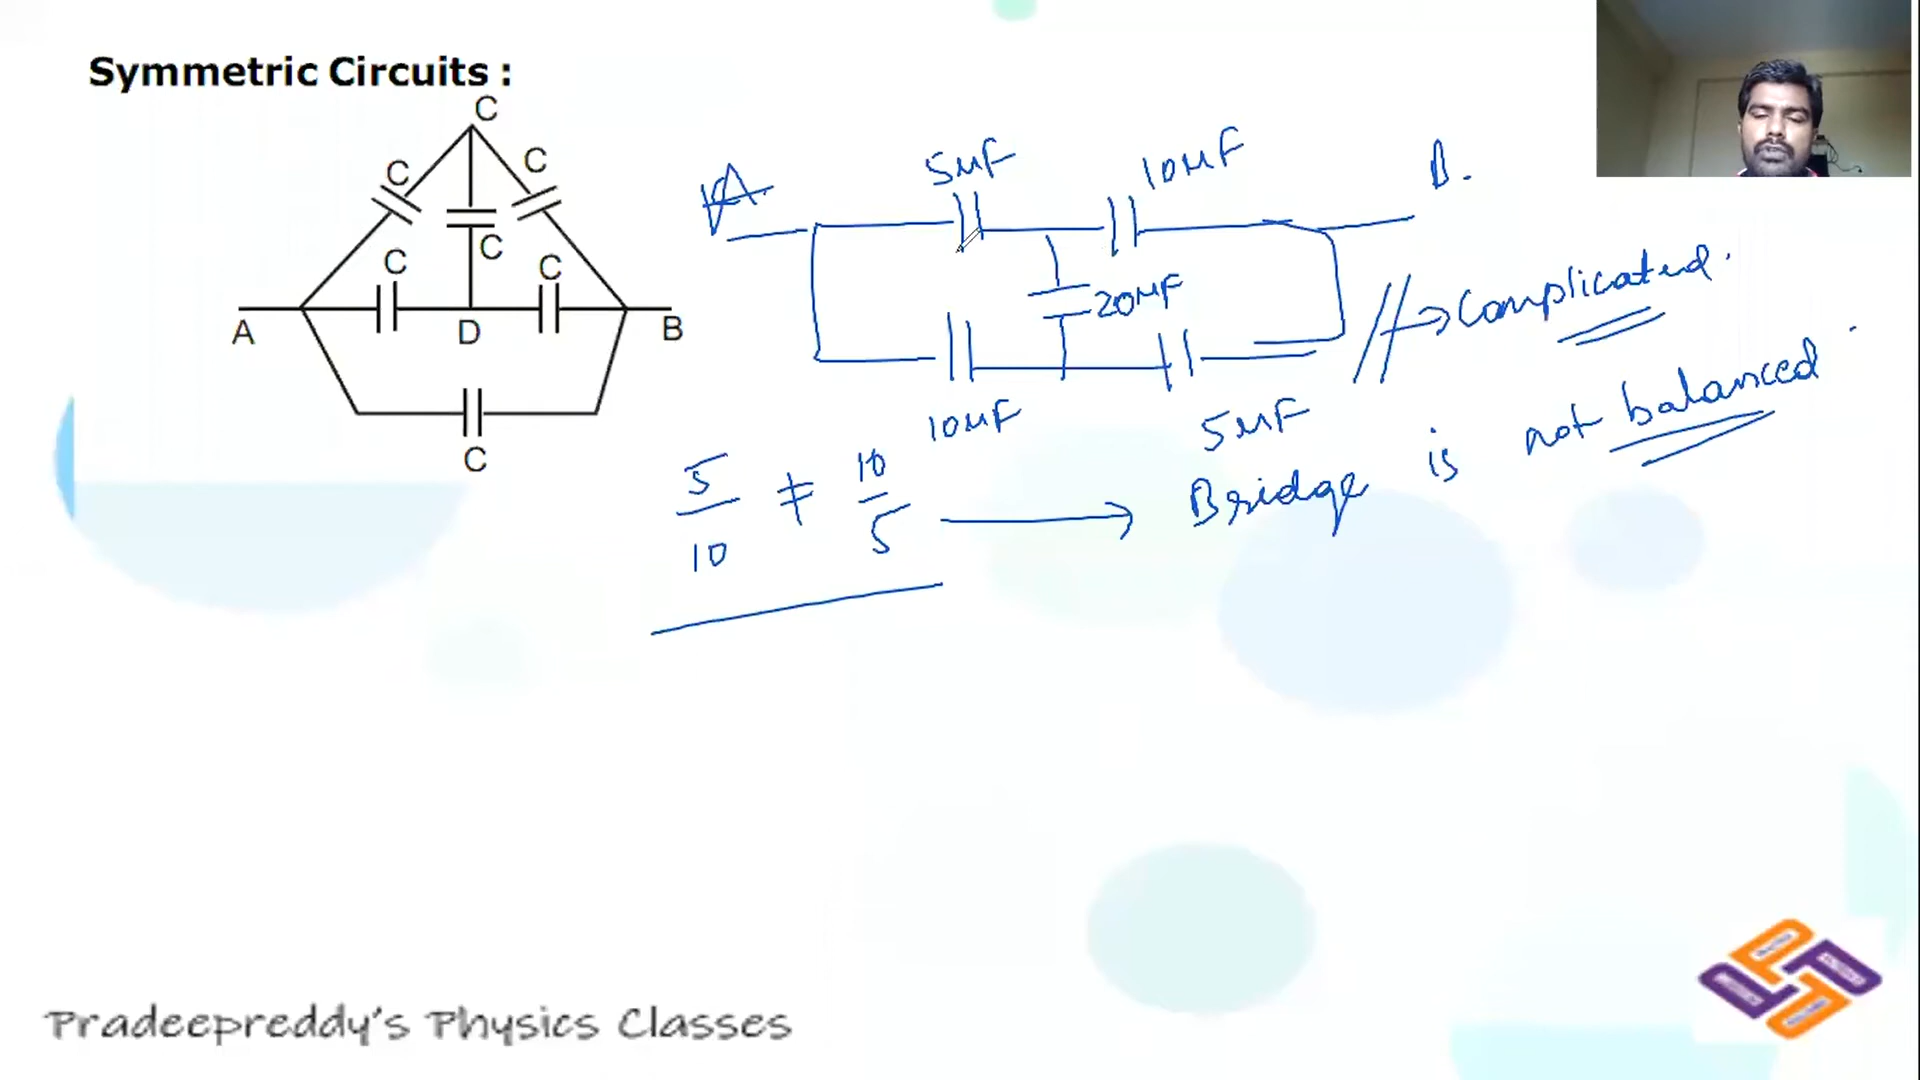 Symmetric Circuits :
C
C
C
C
C
C
C
A
D
B
C
A
5μF
10μF
B.
20μF
10μF
5μF
→ Complicated.
5/10 ≠ 10/5 → Bridge is not balanced.
Pradeepreddy's Physics Classes